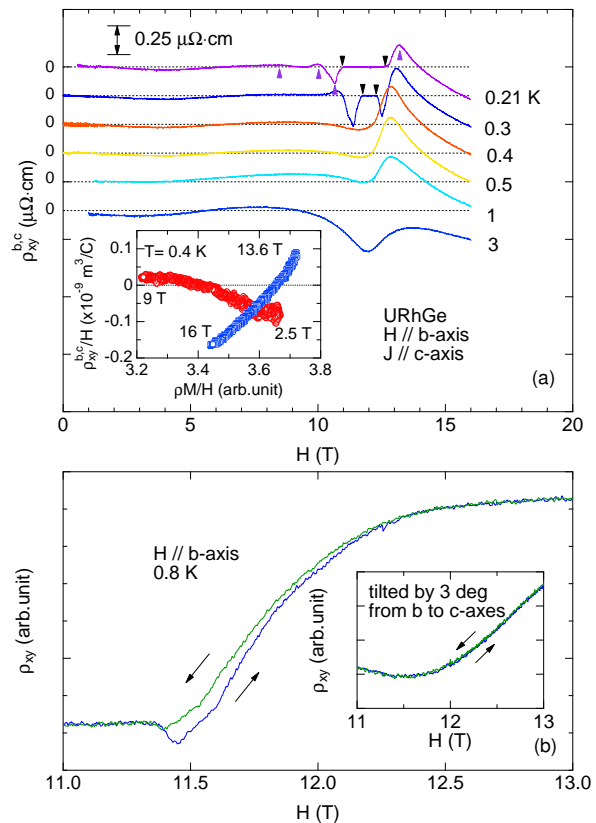 0.25 μΩ·cm
0
0
0
0
0
0
0.21 K
0.3
0.4
0.5
1
3
ρxy^b,c (μΩ·cm)
T= 0.4 K
13.6 T
9 T
16 T
2.5 T
0.1
0
-0.1
-0.2
ρxy^b,c/H (x10^-9 m^3/C)
3.2
3.4
3.6
3.8
ρM/H (arb.unit)
URhGe
H // b-axis
J // c-axis
(a)
0
5
10
15
20
H (T)
H // b-axis
0.8 K
ρxy (arb.unit)
tilted by 3 deg
from b to c-axes
ρxy (arb.unit)
11
12
13
H (T)
(b)
11.0
11.5
12.0
12.5
13.0
H (T)